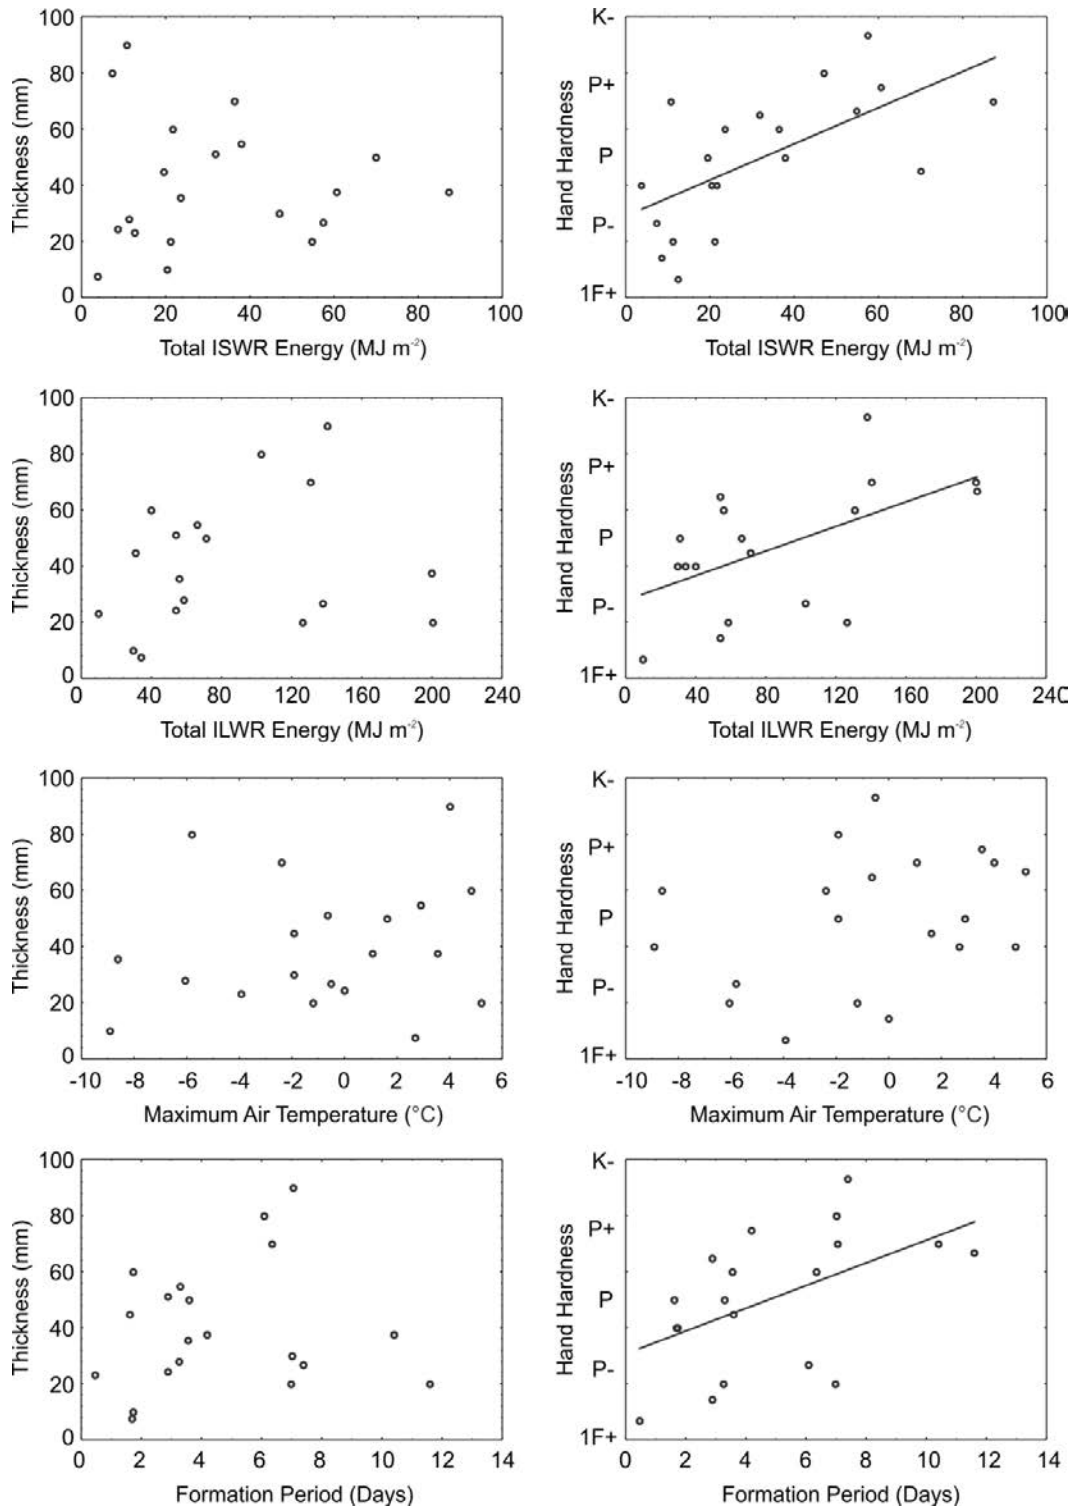 100
80
60
40
20
0
Thickness (mm)
0 20 40 60 80 100
Total ISWR Energy (MJ m-2)
K-
P+
P
P-
1F+
Hand Hardness
0 20 40 60 80 100
Total ISWR Energy (MJ m-2)
100
80
60
40
20
0
Thickness (mm)
0 40 80 120 160 200 240
Total ILWR Energy (MJ m-2)
K-
P+
P
P-
1F+
Hand Hardness
0 40 80 120 160 200 240
Total ILWR Energy (MJ m-2)
100
80
60
40
20
0
Thickness (mm)
-10 -8 -6 -4 -2 0 2 4 6
Maximum Air Temperature (°C)
K-
P+
P
P-
1F+
Hand Hardness
-10 -8 -6 -4 -2 0 2 4 6
Maximum Air Temperature (°C)
100
80
60
40
20
0
Thickness (mm)
0 2 4 6 8 10 12 14
Formation Period (Days)
K-
P+
P
P-
1F+
Hand Hardness
0 2 4 6 8 10 12 14
Formation Period (Days)